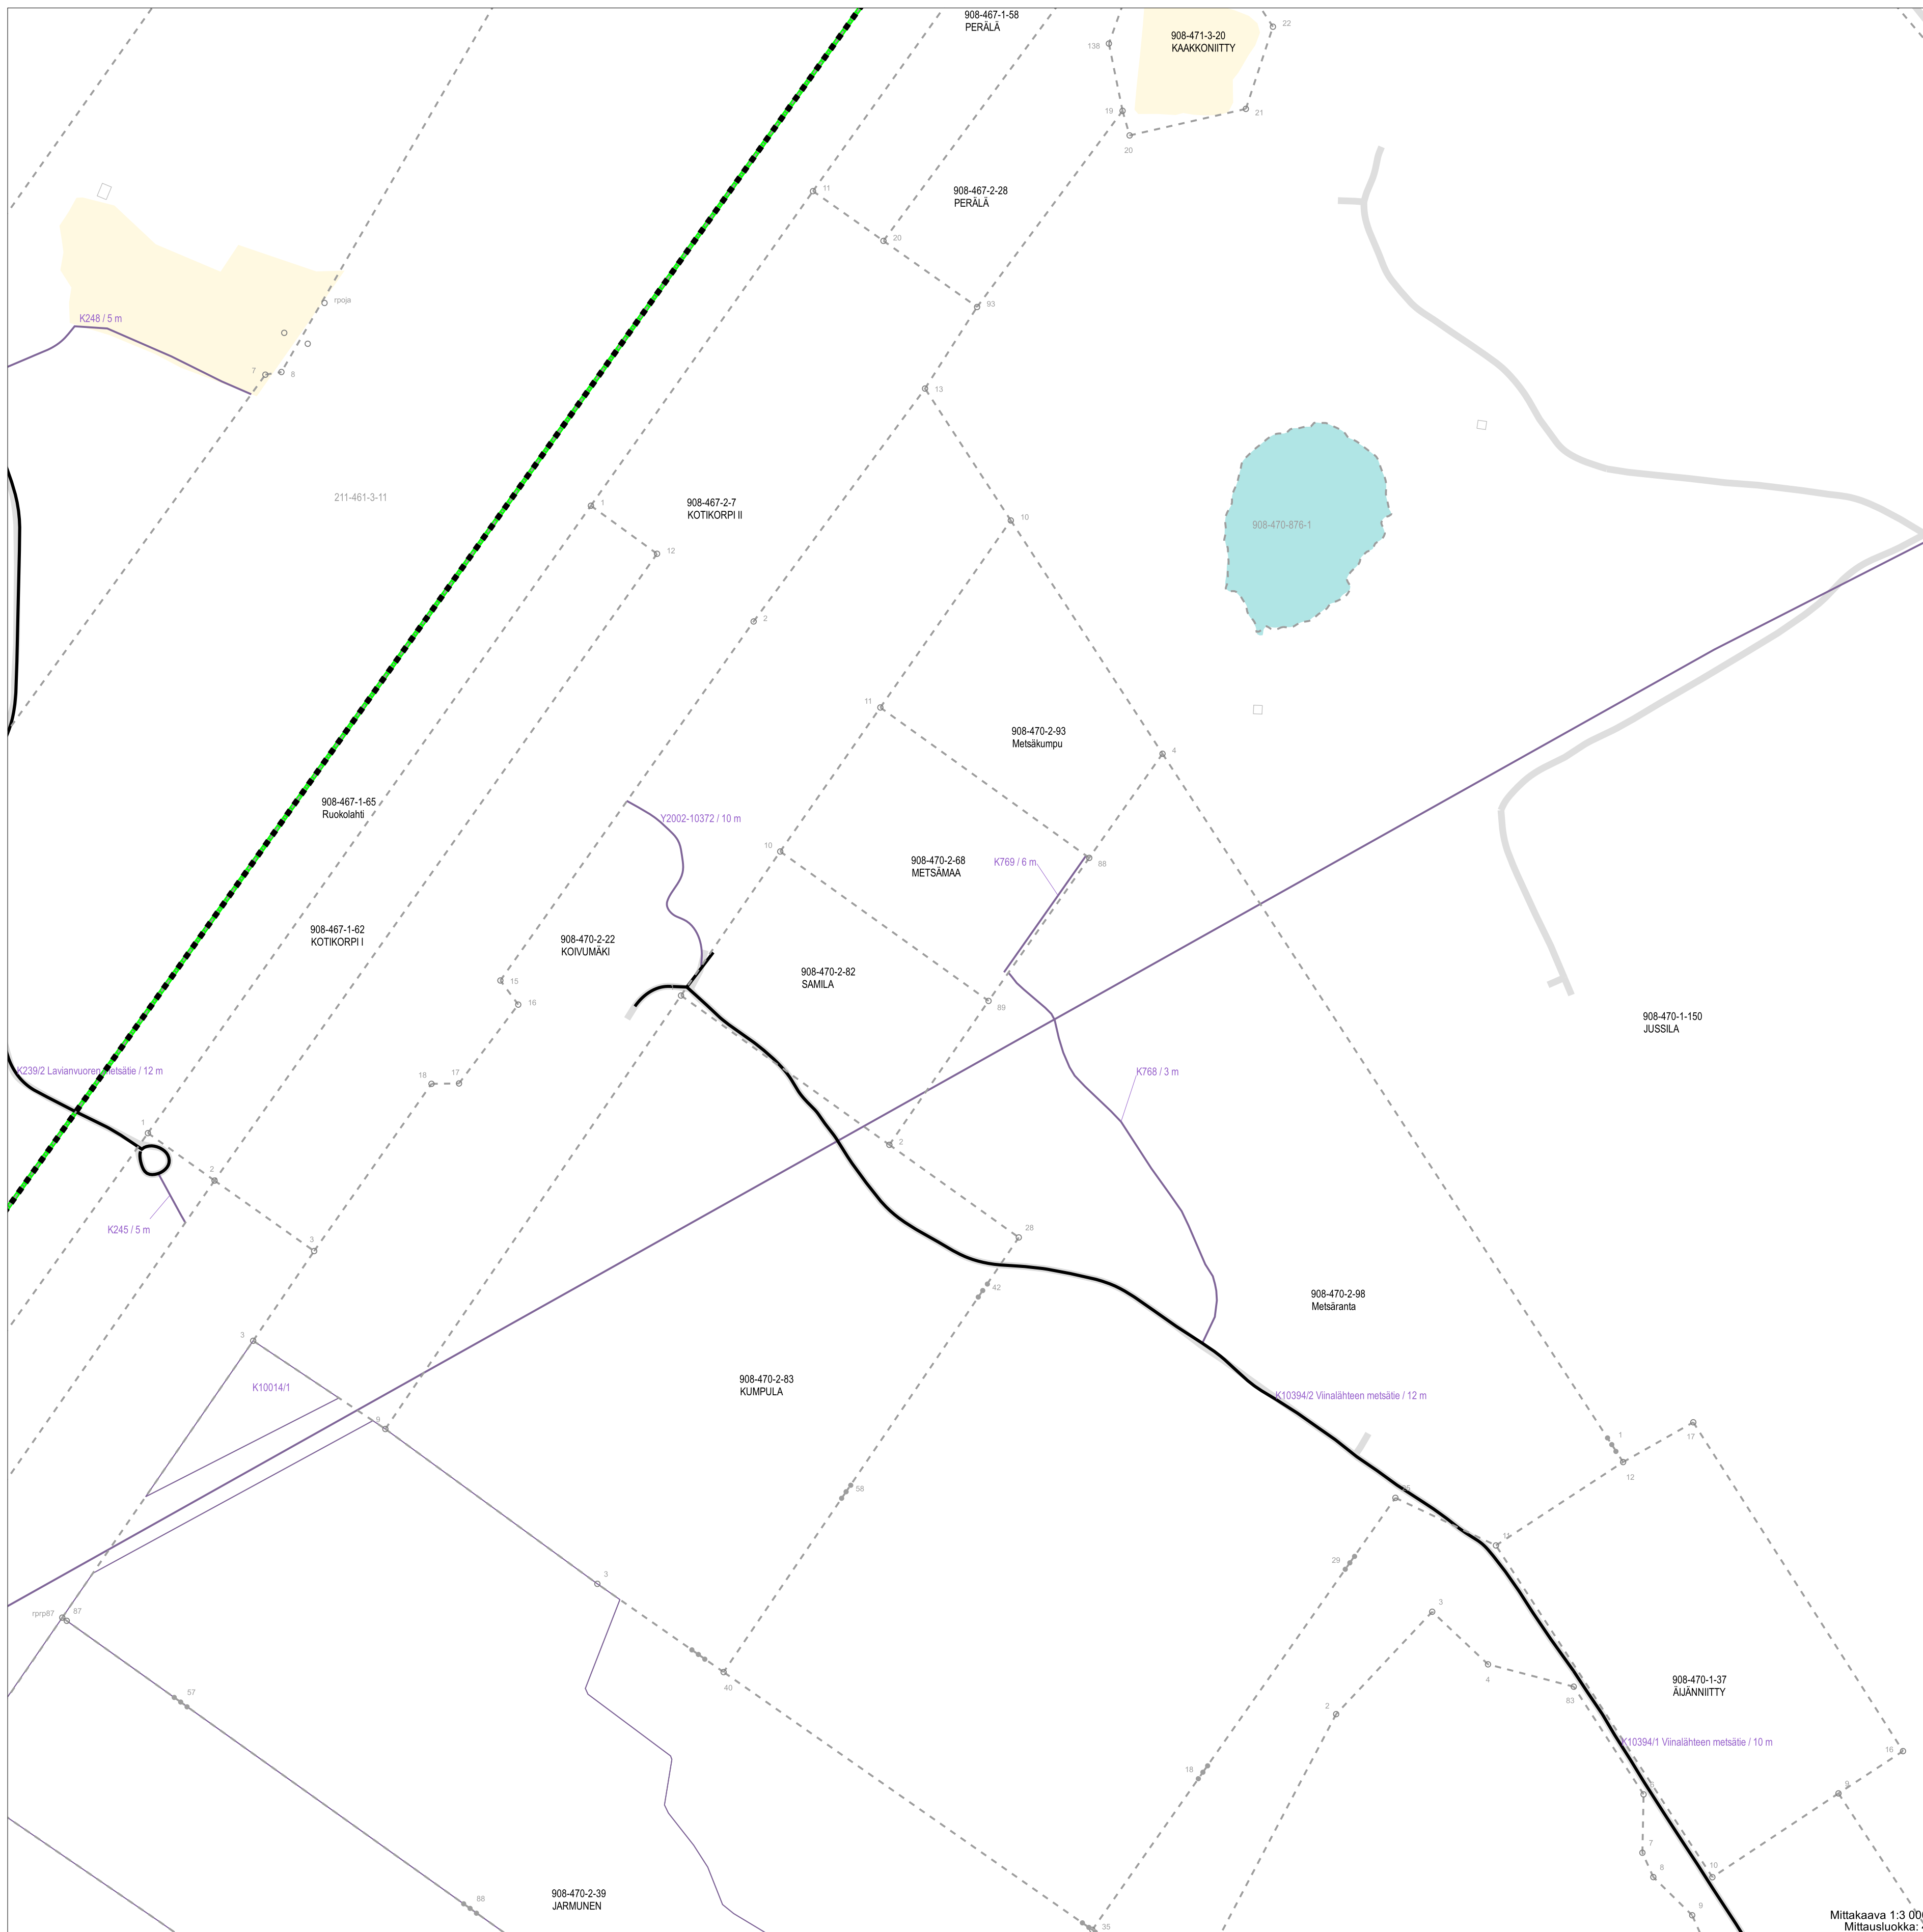 908-467-1-58
PERÄLÄ
22
138
908-471-3-20
KAAKKONIITTY
19
21
20
11
908-467-2-28
PERÄLÄ
20
rpoja
93
K248 / 5 m
7
8
13
211-461-3-11
1
908-467-2-7
KOTIKORPI II
10
908-470-876-1
12
2
11
908-470-2-93
Metsäkumpu
4
908-467-1-65
Ruokolahti
Y2002-10372 / 10 m
10
908-470-2-68
METSÄMAA
K769 / 6 m
88
908-467-1-62
KOTIKORPI I
908-470-2-22
KOIVUMÄKI
15
16
908-470-2-82
SAMILA
89
908-470-1-150
JUSSILA
K239/2 Lavianvuoren metsätie / 12 m
18
17
K768 / 3 m
1
2
2
K245 / 5 m
3
28
42
908-470-2-98
Metsäranta
3
K10014/1
908-470-2-83
KUMPULA
K10394/2 Viinalähteen metsätie / 12 m
9
1
17
12
58
11
29
3
3
rprp87
87
4
40
57
83
908-470-1-37
ÄIJÄNNIITTY
2
K10394/1 Viinalähteen metsätie / 10 m
16
18
9
7
8
10
908-470-2-39
JARMUNEN
88
9
35
Mittakaava 1:3
Mittausluokka: